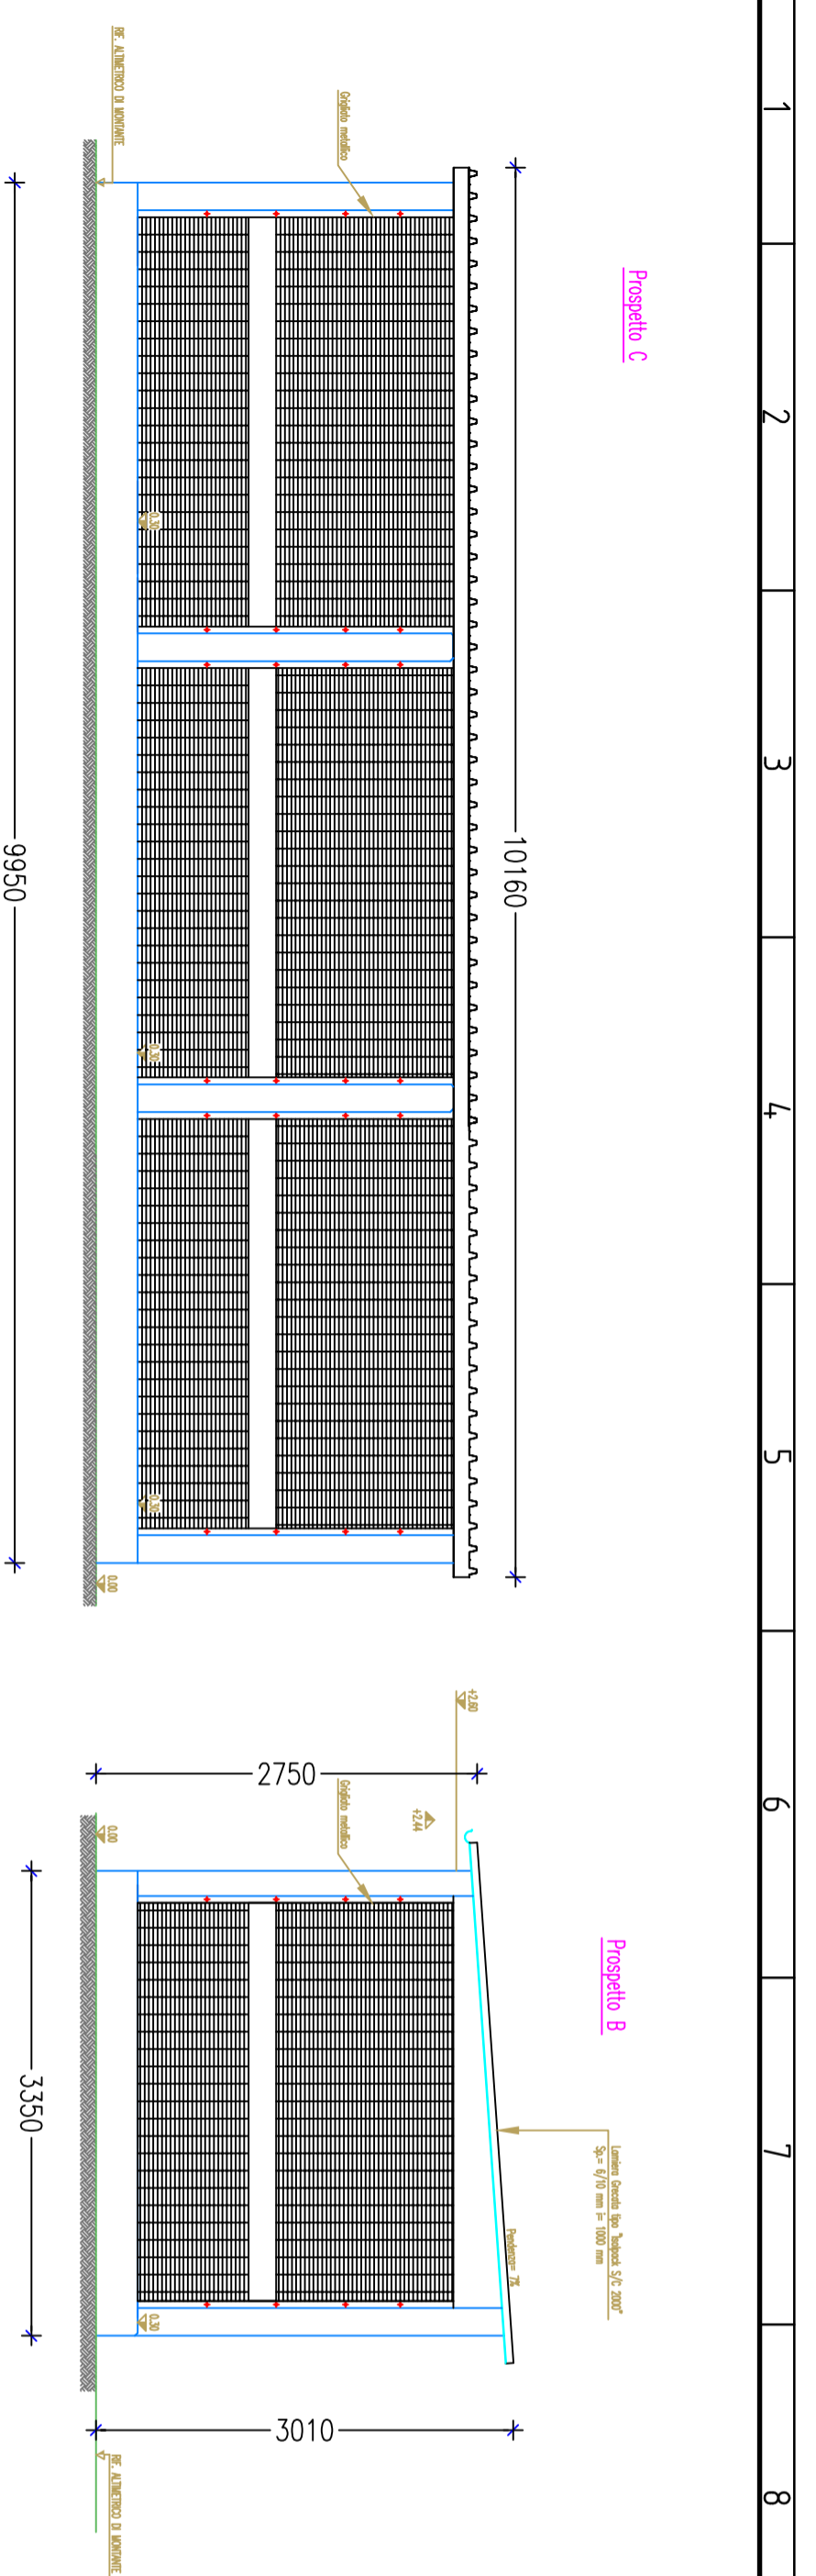 1
2
3
4
5
6
7
8
Prospetto C
10160
Grigliato metallico
RIF. ALTIMETRICO DI MONTANTE
0.30
0.30
0.30
0.00
9950
Prospetto B
Lamiera Grecata tipo "Isolpack S/C 2000"
Sp.= 6/10 mm i= 1000 mm
Pendenza= 7%
+2.60
+2.44
2750
Grigliato metallico
0.00
0.30
3010
3350
RIF. ALTIMETRICO DI MONTANTE